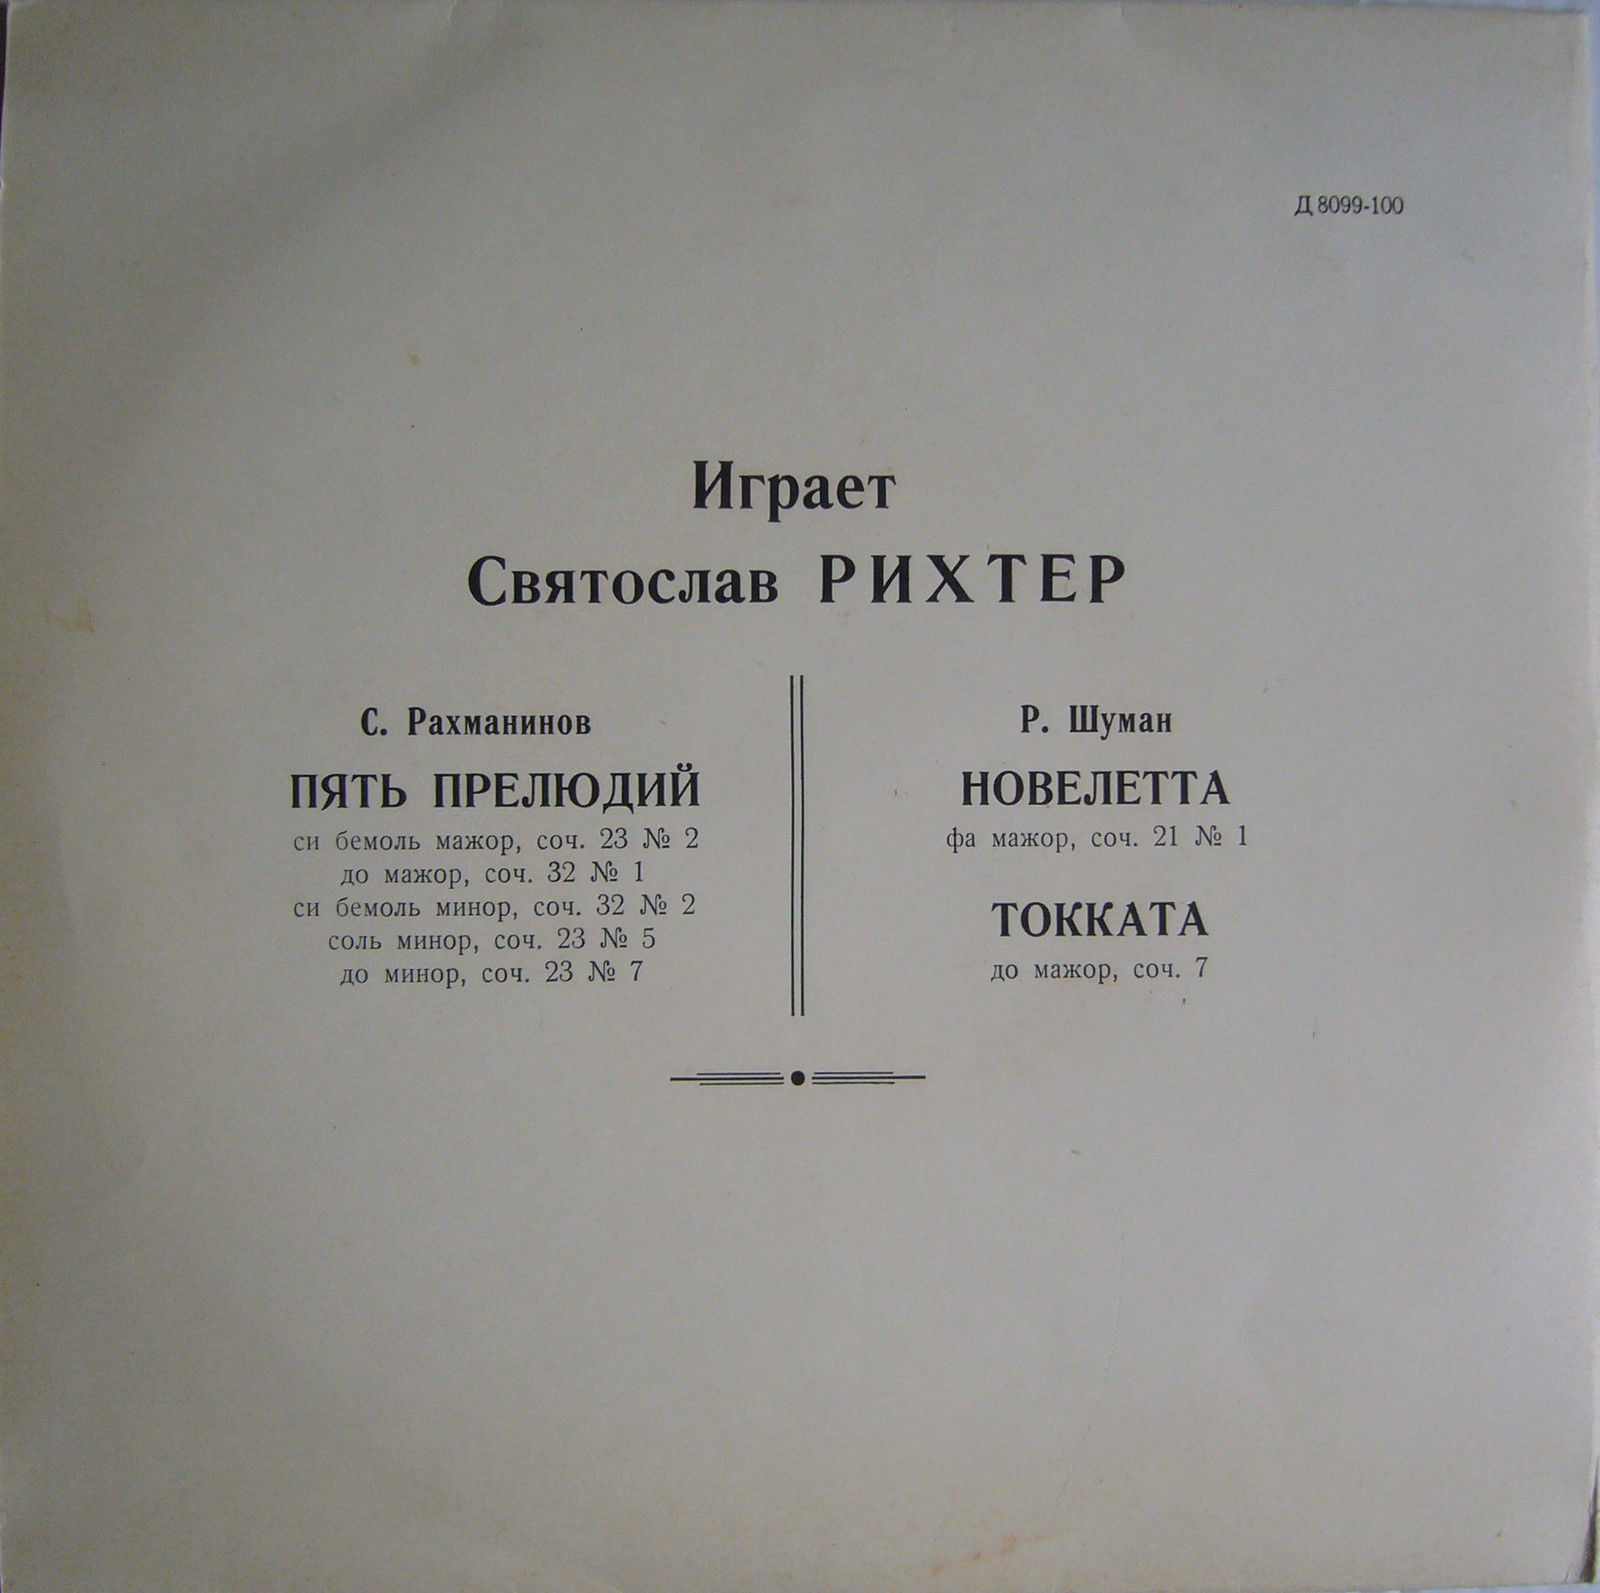 Д 8099-100
Играет
Святослав РИХТЕР
С. Рахманинов
ПЯТЬ ПРЕЛЮДИЙ
си бемоль мажор, соч. 23 № 2
до мажор, соч. 32 № 1
си бемоль минор, соч. 32 № 2
соль минор, соч. 23 № 5
до минор, соч. 23 № 7
Р. Шуман
НОВЕЛЕТТА
фа мажор, соч. 21 № 1
ТОККАТА
до мажор, соч. 7